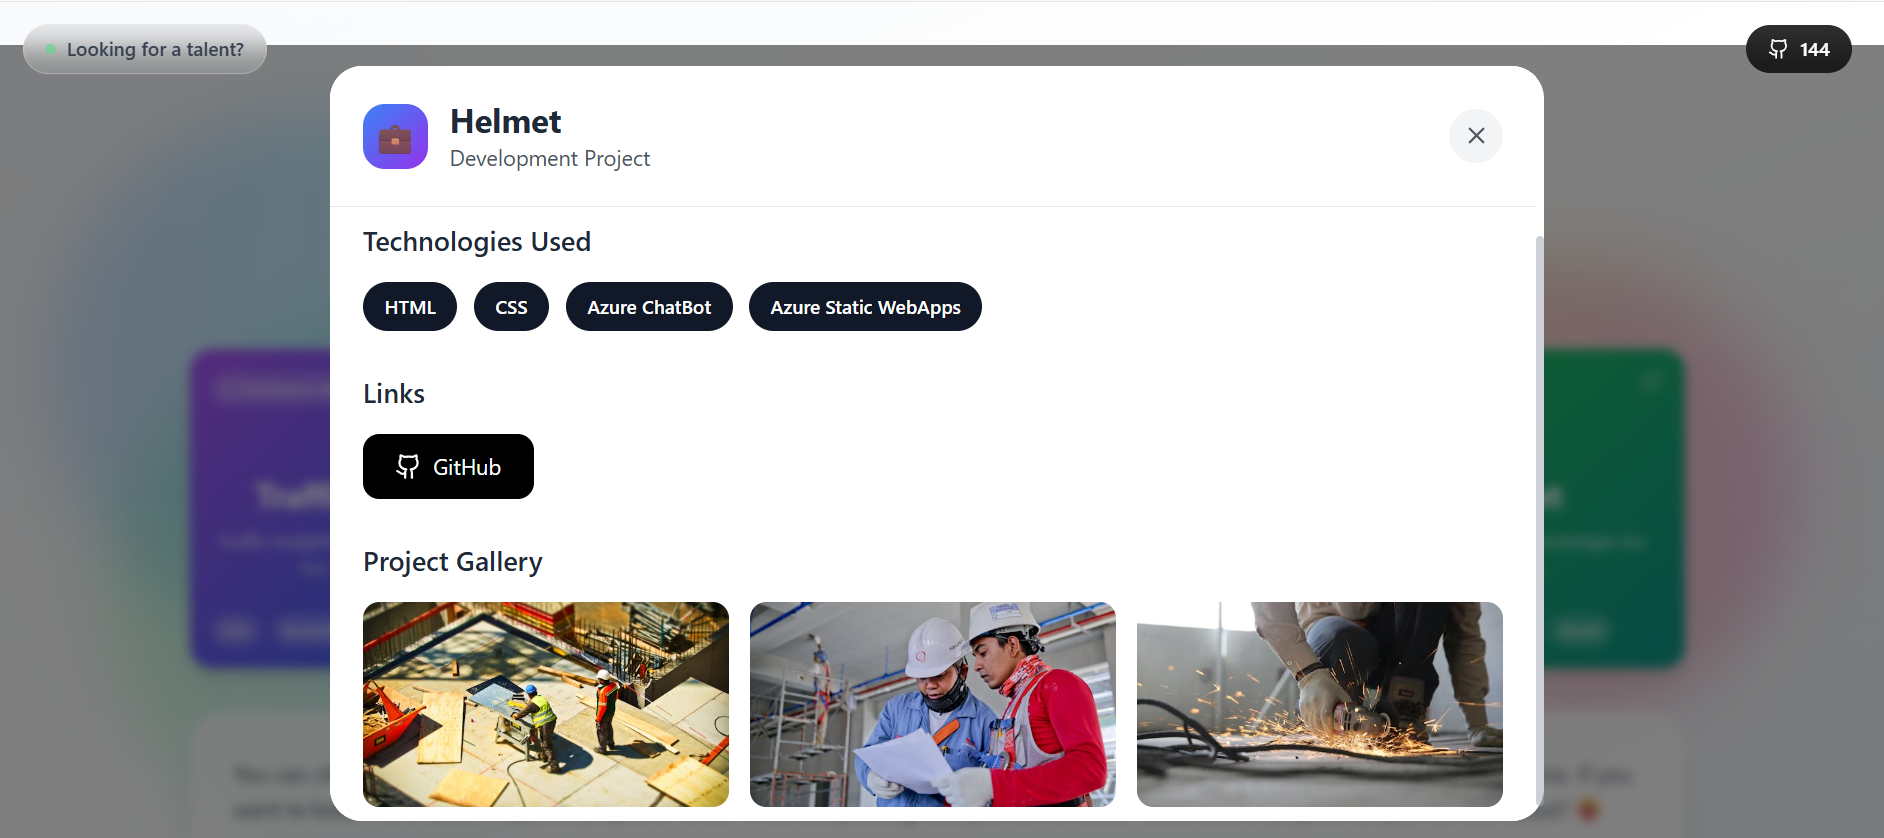 Looking for a talent?
144
Helmet
Development Project
Technologies Used
HTML
CSS
Azure ChatBot
Azure Static WebApps
Links
GitHub
Project Gallery